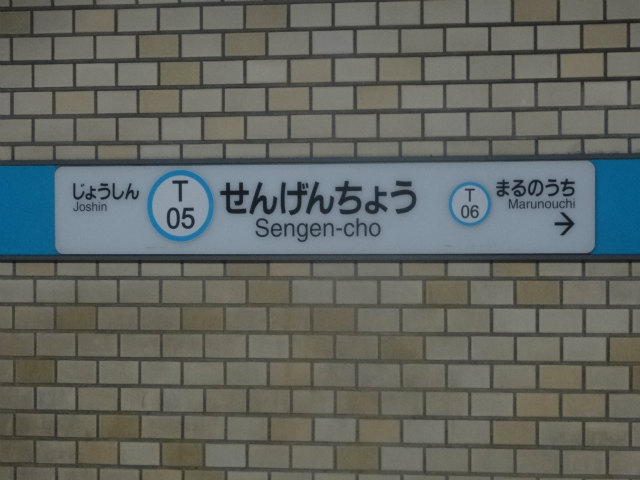 じょうしん
Joshin
T
05
せんげんちょう
Sengen-cho
T
06
まるのうち
Marunouchi
→